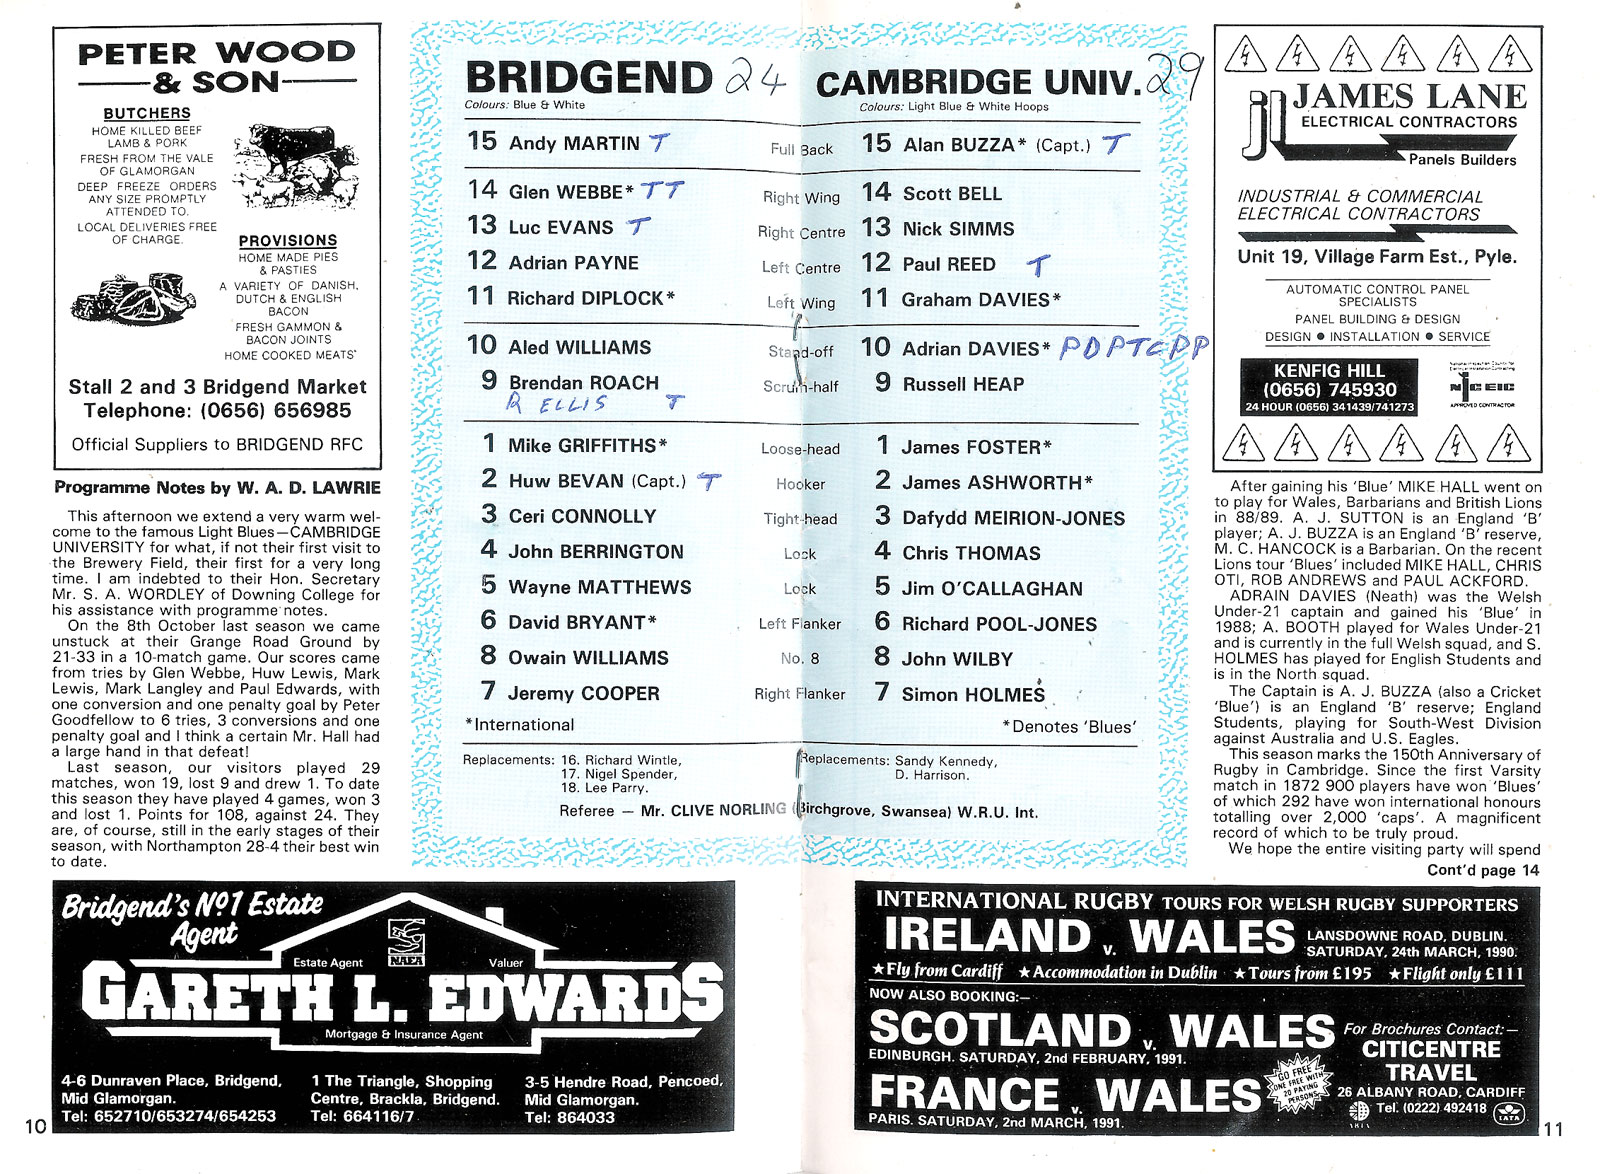 PETER WOOD
& SON
BUTCHERS
HOME KILLED BEEF
LAMB & PORK
FRESH FROM THE VALE
OF GLAMORGAN
DEEP FREEZE ORDERS
ANY SIZE PROMPTLY
ATTENDED TO.
LOCAL DELIVERIES FREE
OF CHARGE.
PROVISIONS
HOME MADE PIES
& PASTIES
A VARIETY OF DANISH,
DUTCH & ENGLISH
BACON
FRESH GAMMON &
BACON JOINTS
HOME COOKED MEATS
Stall 2 and 3 Bridgend Market
Telephone: (0656) 656985
Official Suppliers to BRIDGEND RFC
Programme Notes by W. A. D. LAWRIE
This afternoon we extend a very warm wel-
come to the famous Light Blues—CAMBRIDGE
UNIVERSITY for what, if not their first visit to
the Brewery Field, their first for a very long
time. I am indebted to their Hon. Secretary
Mr. S. A. WORDLEY of Downing College for
his assistance with programme notes.
On the 8th October last season we came
unstuck at their Grange Road Ground by
21-33 in a 10-match game. Our scores came
from tries by Glen Webbe, Huw Lewis, Mark
Lewis, Mark Langley and Paul Edwards, with
one conversion and one penalty goal by Peter
Goodfellow to 6 tries, 3 conversions and one
penalty goal and I think a certain Mr. Hall had
a large hand in that defeat!
Last season, our visitors played 29
matches, won 19, lost 9 and drew 1. To date
this season they have played 4 games, won 3
and lost 1. Points for 108, against 24. They
are, of course, still in the early stages of their
season, with Northampton 28-4 their best win
to date.
BRIDGEND 24 CAMBRIDGE UNIV. 29
Colours: Blue & White Colours: Light Blue & White Hoops
15 Andy MARTIN T Full Back 15 Alan BUZZA* (Capt.) T
14 Glen WEBBE* TT Right Wing 14 Scott BELL
13 Luc EVANS T Right Centre 13 Nick SIMMS
12 Adrian PAYNE Left Centre 12 Paul REED T
11 Richard DIPLOCK* Left Wing 11 Graham DAVIES*
10 Aled WILLIAMS Stand-off 10 Adrian DAVIES* PDPTCPP
9 Brendan ROACH Scrum-half 9 Russell HEAP
R ELLIS T
1 Mike GRIFFITHS* Loose-head 1 James FOSTER*
2 Huw BEVAN (Capt.) T Hooker 2 James ASHWORTH*
3 Ceri CONNOLLY Tight-head 3 Dafydd MEIRION-JONES
4 John BERRINGTON Lock 4 Chris THOMAS
5 Wayne MATTHEWS Lock 5 Jim O'CALLAGHAN
6 David BRYANT* Left Flanker 6 Richard POOL-JONES
8 Owain WILLIAMS No. 8 8 John WILBY
7 Jeremy COOPER Right Flanker 7 Simon HOLMES
*International *Denotes 'Blues'
Replacements: 16. Richard Wintle, Replacements: Sandy Kennedy,
17. Nigel Spender, D. Harrison.
18. Lee Parry.
Referee – Mr. CLIVE NORLING (Birchgrove, Swansea) W.R.U. Int.
JL JAMES LANE
ELECTRICAL CONTRACTORS
Panels Builders
INDUSTRIAL & COMMERCIAL
ELECTRICAL CONTRACTORS
Unit 19, Village Farm Est., Pyle.
AUTOMATIC CONTROL PANEL
SPECIALISTS
PANEL BUILDING & DESIGN
DESIGN ● INSTALLATION ● SERVICE
KENFIG HILL
(0656) 745930
24 HOUR (0656) 341439/741273
NICEIC
APPROVED CONTRACTOR
After gaining his 'Blue' MIKE HALL went on
to play for Wales, Barbarians and British Lions
in 88/89. A. J. SUTTON is an England 'B'
player; A. J. BUZZA is an England 'B' reserve,
M. C. HANCOCK is a Barbarian. On the recent
Lions tour 'Blues' included MIKE HALL, CHRIS
OTI, ROB ANDREWS and PAUL ACKFORD.
ADRAIN DAVIES (Neath) was the Welsh
Under-21 captain and gained his 'Blue' in
1988; A. BOOTH played for Wales Under-21
and is currently in the full Welsh squad, and S.
HOLMES has played for English Students and
is in the North squad.
The Captain is A. J. BUZZA (also a Cricket
'Blue') is an England 'B' reserve; England
Students, playing for South-West Division
against Australia and U.S. Eagles.
This season marks the 150th Anniversary of
Rugby in Cambridge. Since the first Varsity
match in 1872 900 players have won 'Blues'
of which 292 have won international honours
totalling over 2,000 'caps'. A magnificent
record of which to be truly proud.
We hope the entire visiting party will spend
Cont'd page 14
Bridgend's Nº1 Estate
Agent
NAEA
Estate Agent Valuer
GARETH L. EDWARDS
Mortgage & Insurance Agent
4-6 Dunraven Place, Bridgend,
Mid Glamorgan.
Tel: 652710/653274/654253
1 The Triangle, Shopping
Centre, Brackla, Bridgend.
Tel: 664116/7
3-5 Hendre Road, Pencoed,
Mid Glamorgan.
Tel: 864033
10
INTERNATIONAL RUGBY TOURS FOR WELSH RUGBY SUPPORTERS
IRELAND v. WALES LANSDOWNE ROAD, DUBLIN.
SATURDAY, 24th MARCH, 1990.
★Fly from Cardiff ★Accommodation in Dublin ★Tours from £195 ★Flight only £111
NOW ALSO BOOKING:–
SCOTLAND v. WALES
EDINBURGH. SATURDAY, 2nd FEBRUARY, 1991.
FRANCE v. WALES
PARIS. SATURDAY, 2nd MARCH, 1991.
GO FREE!
ONE FREE WITH
20 PAYING
PERSONS
For Brochures Contact:–
CITICENTRE
TRAVEL
26 ALBANY ROAD, CARDIFF
Tel: (0222) 492418
IATA
11